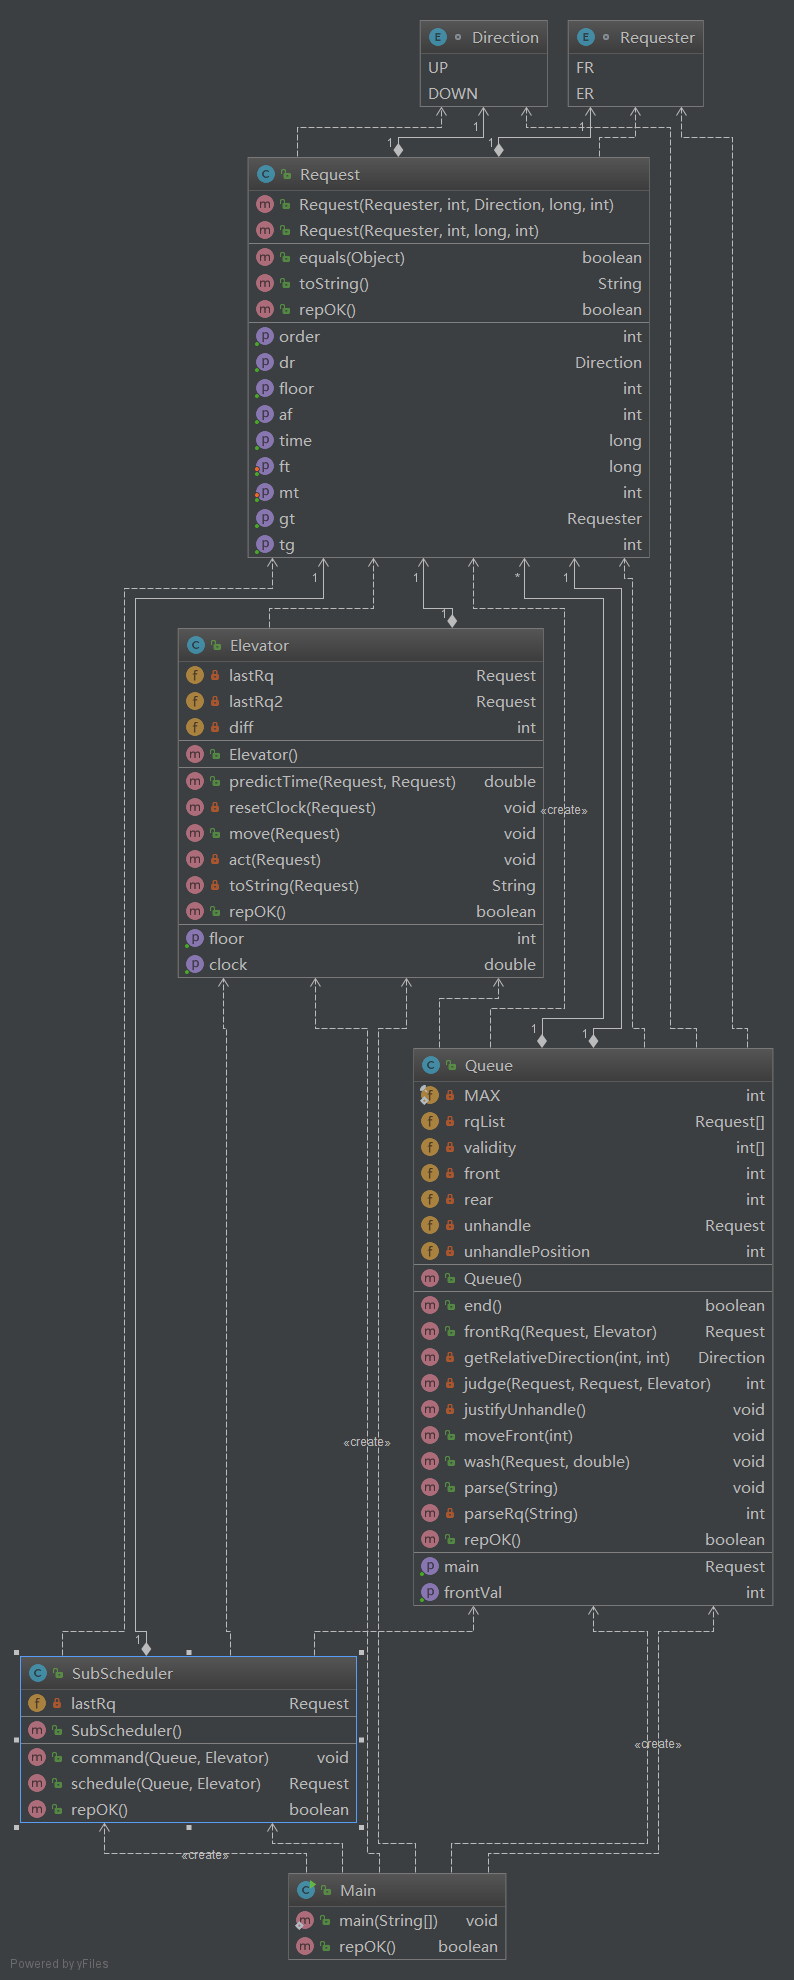 Direction
UP
DOWN
Requester
FR
ER
1
1
1
1
Request
Request(Requester, int, Direction, long, int)
Request(Requester, int, long, int)
equals(Object) boolean
toString() String
repOK() boolean
order int
dr Direction
floor int
af int
time long
ft long
mt int
gt Requester
tg int
1
1
*
1
1
Elevator
lastRq Request
lastRq2 Request
diff int
Elevator()
predictTime(Request, Request) double
resetClock(Request) void
move(Request) void
act(Request) void
toString(Request) String
repOK() boolean
floor int
clock double
«create»
1
1
Queue
MAX int
rqList Request[]
validity int[]
front int
rear int
unhandle Request
unhandlePosition int
Queue()
end() boolean
frontRq(Request, Elevator) Request
getRelativeDirection(int, int) Direction
judge(Request, Request, Elevator) int
justifyUnhandle() void
moveFront(int) void
wash(Request, double) void
parse(String) void
parseRq(String) int
repOK() boolean
main Request
frontVal int
«create»
1
SubScheduler
lastRq Request
SubScheduler()
command(Queue, Elevator) void
schedule(Queue, Elevator) Request
repOK() boolean
«create»
«create»
Main
main(String[]) void
repOK() boolean
Powered by yFiles